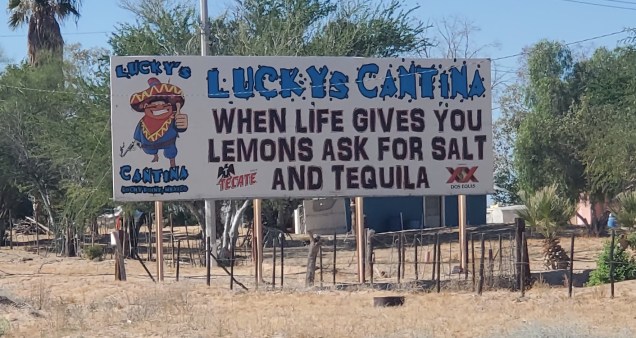 LUCKY's
CANTINA
LUCKYs CANTINA
WHEN LIFE GIVES YOU
LEMONS ASK FOR SALT
AND TEQUILA
TECATE
XX
DOS EQUIS